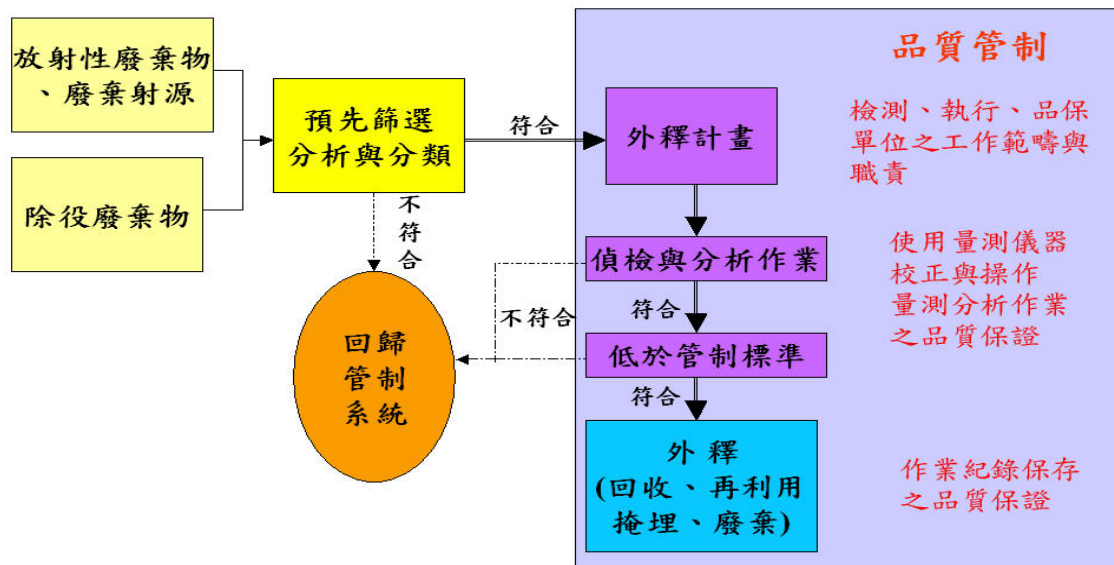 放射性廢棄物
、廢棄射源
除役廢棄物
預先篩選
分析與分類
符合
不符合
回歸
管制
系統
品質管制
外釋計畫
檢測、執行、品保
單位之工作範疇與
職責
偵檢與分析作業
使用量測儀器
校正與操作
量測分析作業
之品質保證
不符合
符合
低於管制標準
符合
外釋
(回收、再利用
掩埋、廢棄)
作業紀錄保存
之品質保證